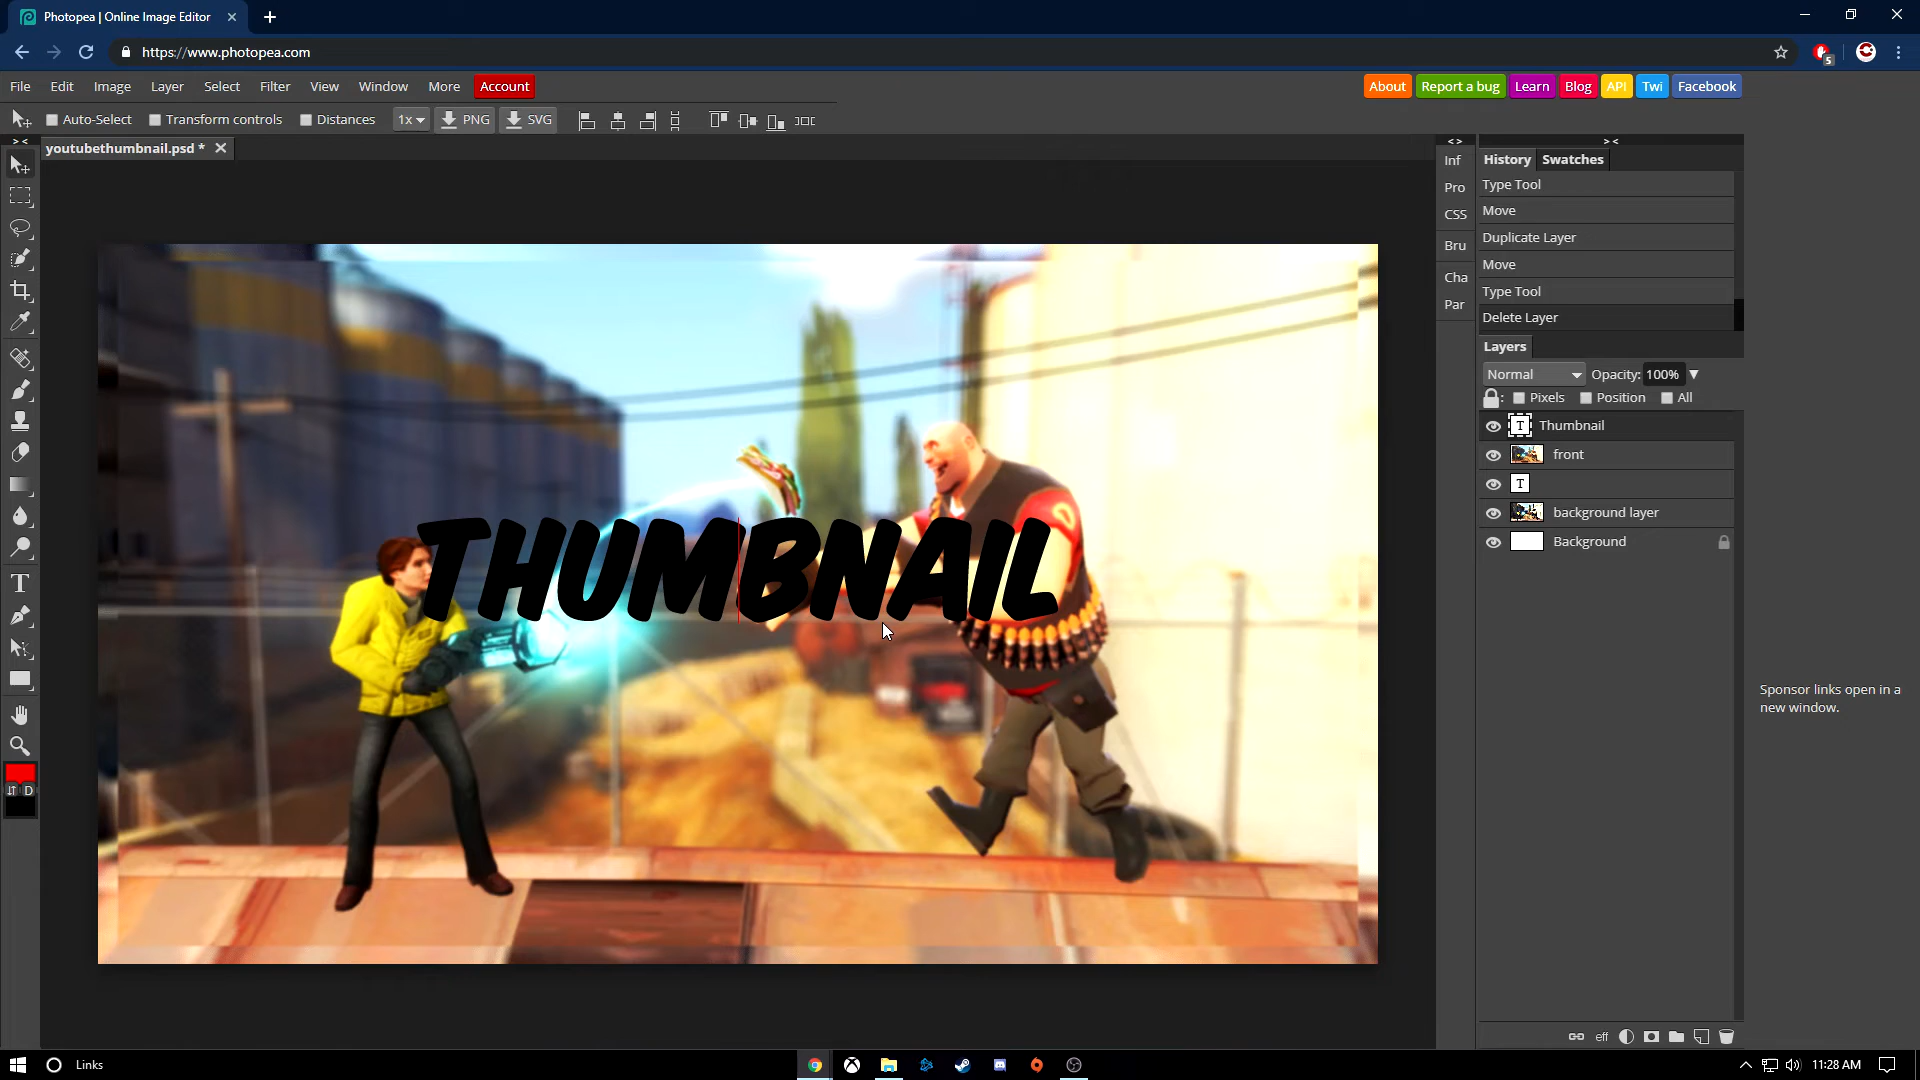 Photopea | Online Image Editor
https://www.photopea.com
5
File Edit Image Layer Select Filter View Window More Account
About Report a bug Learn Blog API Twi Facebook
Auto-Select Transform controls Distances 1x PNG SVG
youtubethumbnail.psd *
> <
< >
> <
Inf
Pro
CSS
Bru
Cha
Par
History Swatches
Type Tool
Move
Duplicate Layer
Move
Type Tool
Delete Layer
Layers
Normal Opacity: 100%
: Pixels Position All
T Thumbnail
front
T
background layer
Background
THUMBNAIL
T
D
Sponsor links open in a
new window.
eff
Links
11:28 AM